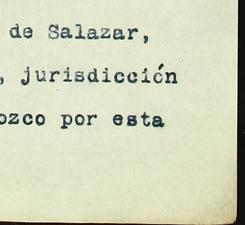 de Salazar,
, jurisdicción
ozco por esta